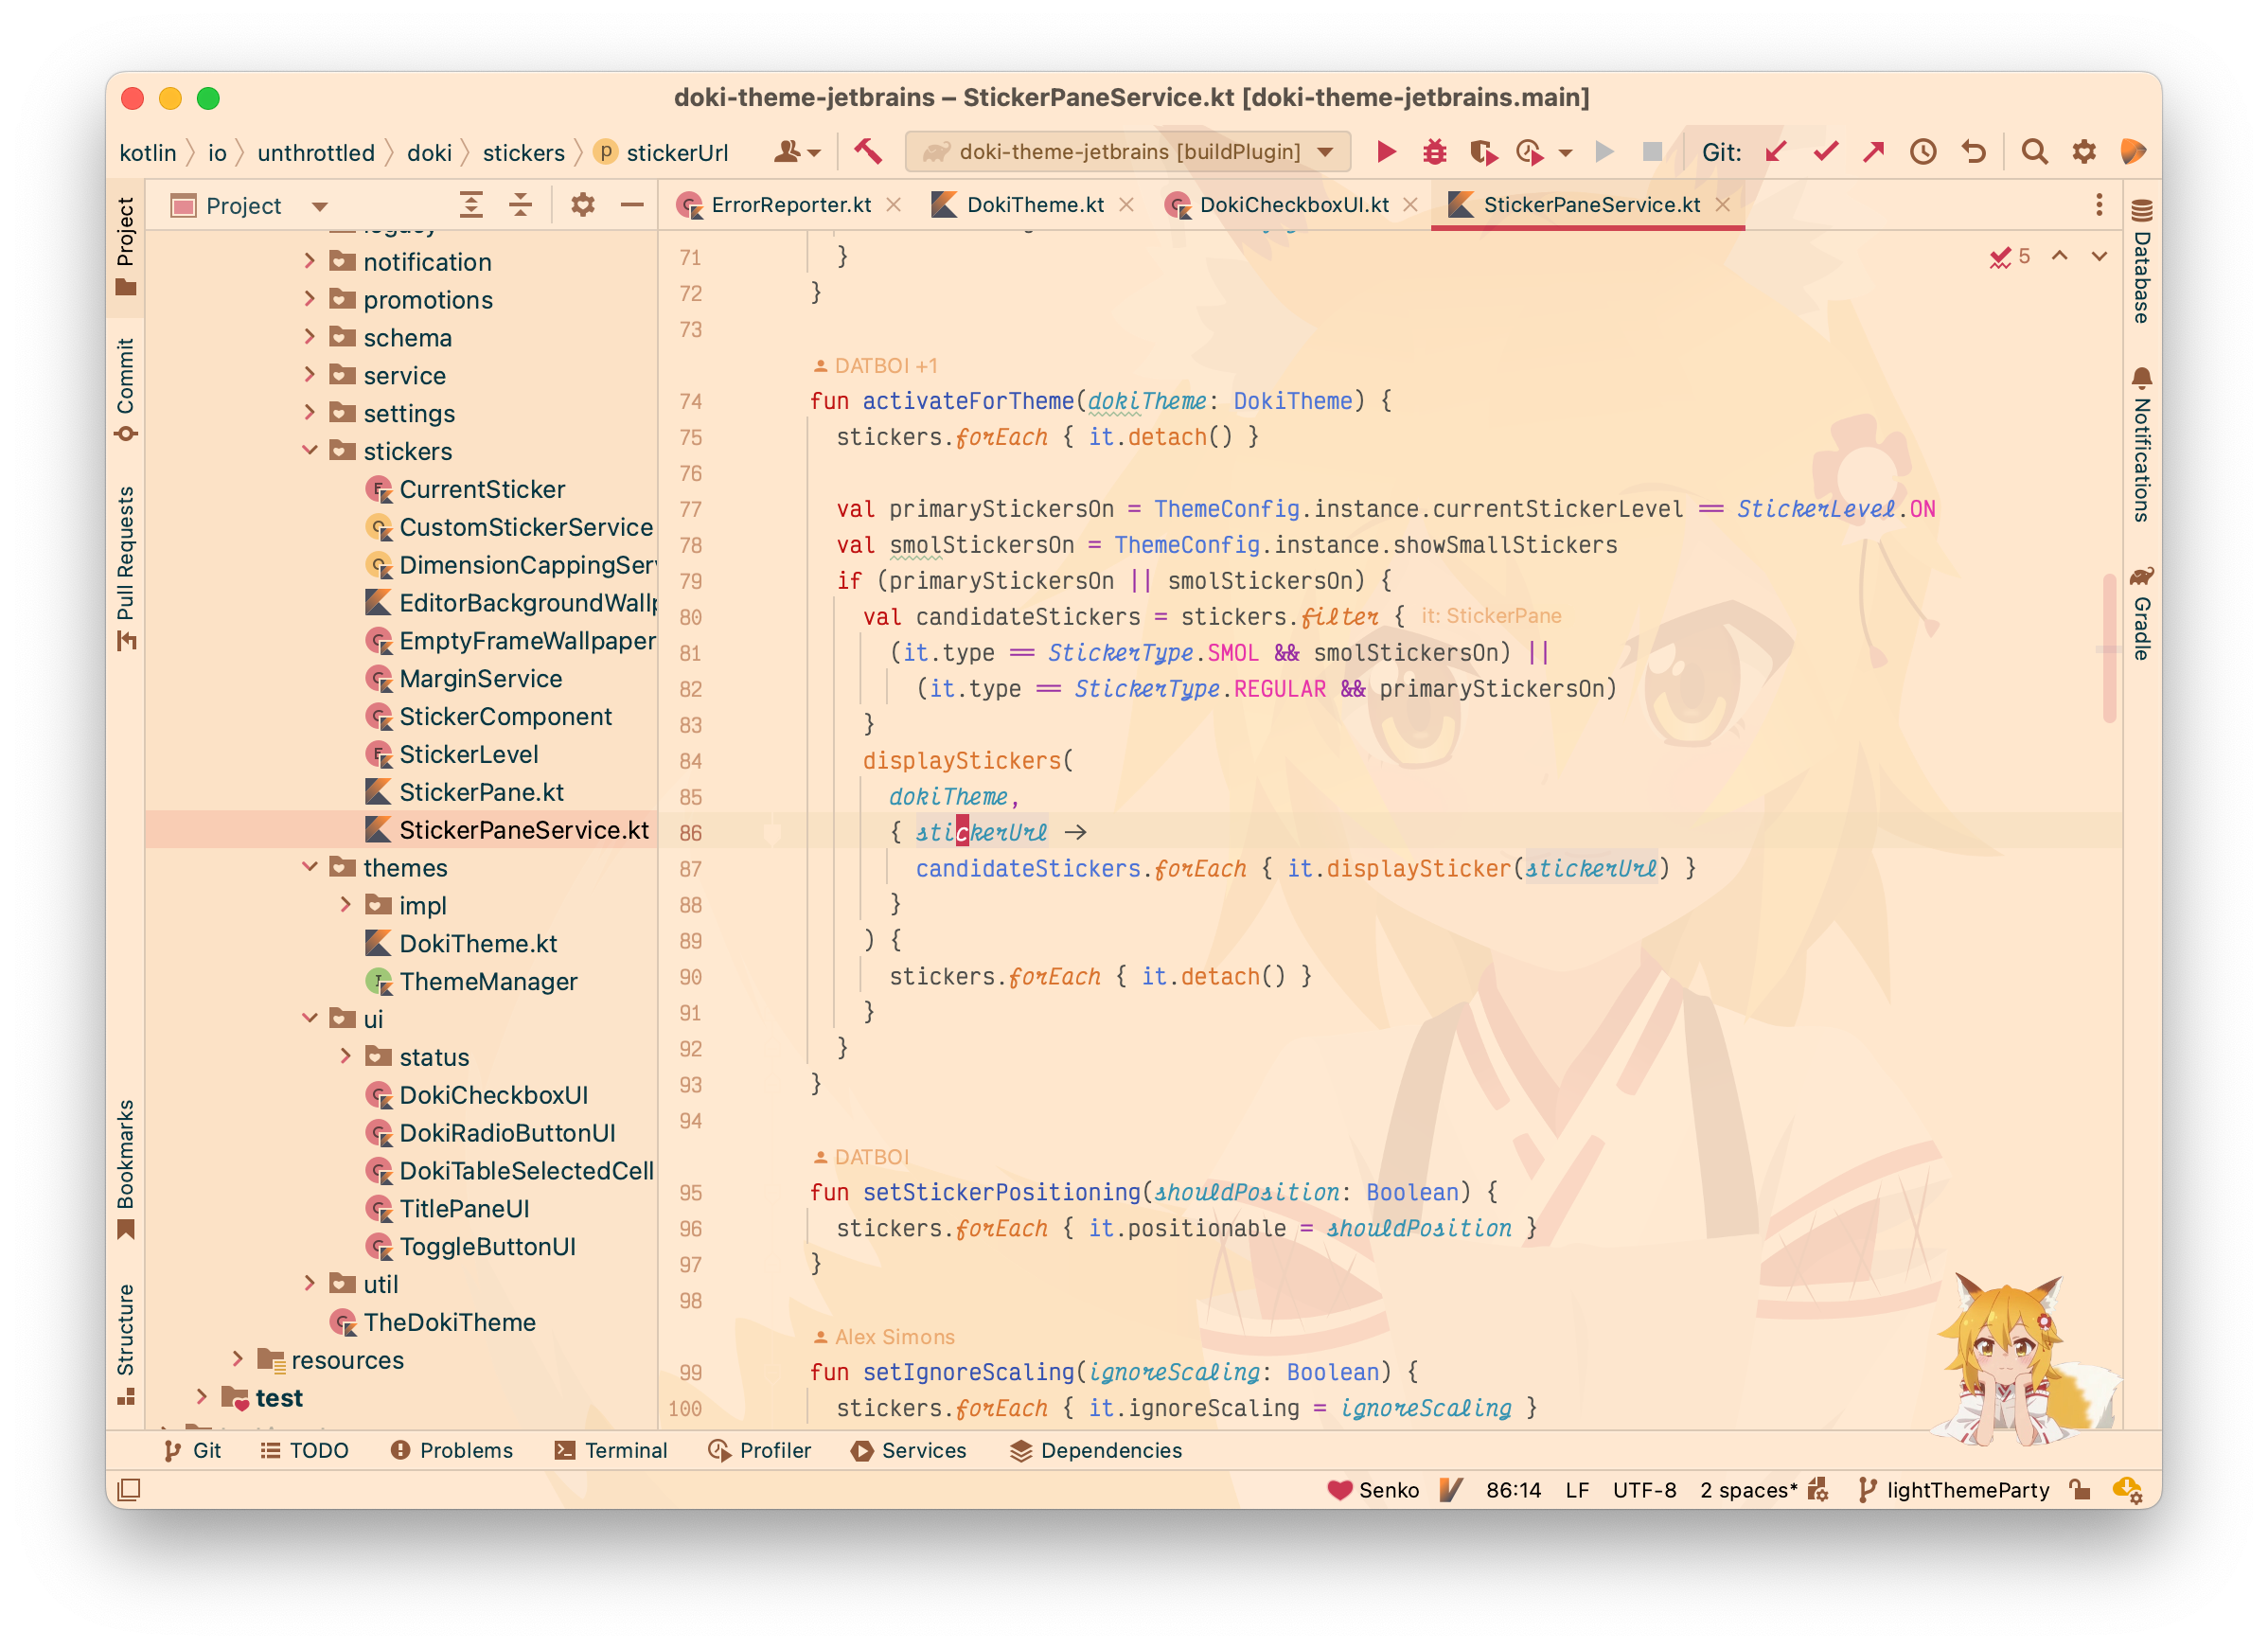 doki-theme-jetbrains – StickerPaneService.kt [doki-theme-jetbrains.main]
kotlin 〉 io 〉 unthrottled 〉 doki 〉 stickers 〉 p stickerUrl
doki-theme-jetbrains [buildPlugin]
Git:
Project
Commit
Pull Requests
Bookmarks
Structure
Project
notification
promotions
schema
service
settings
stickers
CurrentSticker
CustomStickerService
DimensionCappingSer
EditorBackgroundWall
EmptyFrameWallpaper
MarginService
StickerComponent
StickerLevel
StickerPane.kt
StickerPaneService.kt
themes
impl
DokiTheme.kt
ThemeManager
ui
status
DokiCheckboxUI
DokiRadioButtonUI
DokiTableSelectedCell
TitlePaneUI
ToggleButtonUI
util
TheDokiTheme
resources
test
ErrorReporter.kt
DokiTheme.kt
DokiCheckboxUI.kt
StickerPaneService.kt
5
71 }
72 }
73
DATBOI +1
74 fun activateForTheme(dokiTheme: DokiTheme) {
75 stickers.forEach { it.detach() }
76
77 val primaryStickersOn = ThemeConfig.instance.currentStickerLevel == StickerLevel.ON
78 val smolStickersOn = ThemeConfig.instance.showSmallStickers
79 if (primaryStickersOn || smolStickersOn) {
80 val candidateStickers = stickers.filter { it: StickerPane
81 (it.type == StickerType.SMOL && smolStickersOn) ||
82 (it.type == StickerType.REGULAR && primaryStickersOn)
83 }
84 displayStickers(
85 dokiTheme,
86 { stickerUrl →
87 candidateStickers.forEach { it.displaySticker(stickerUrl) }
88 }
89 ) {
90 stickers.forEach { it.detach() }
91 }
92 }
93 }
94
DATBOI
95 fun setStickerPositioning(shouldPosition: Boolean) {
96 stickers.forEach { it.positionable = shouldPosition }
97 }
98
Alex Simons
99 fun setIgnoreScaling(ignoreScaling: Boolean) {
100 stickers.forEach { it.ignoreScaling = ignoreScaling }
Database
Notifications
Gradle
Git
TODO
Problems
Terminal
Profiler
Services
Dependencies
Senko
86:14
LF
UTF-8
2 spaces*
lightThemeParty